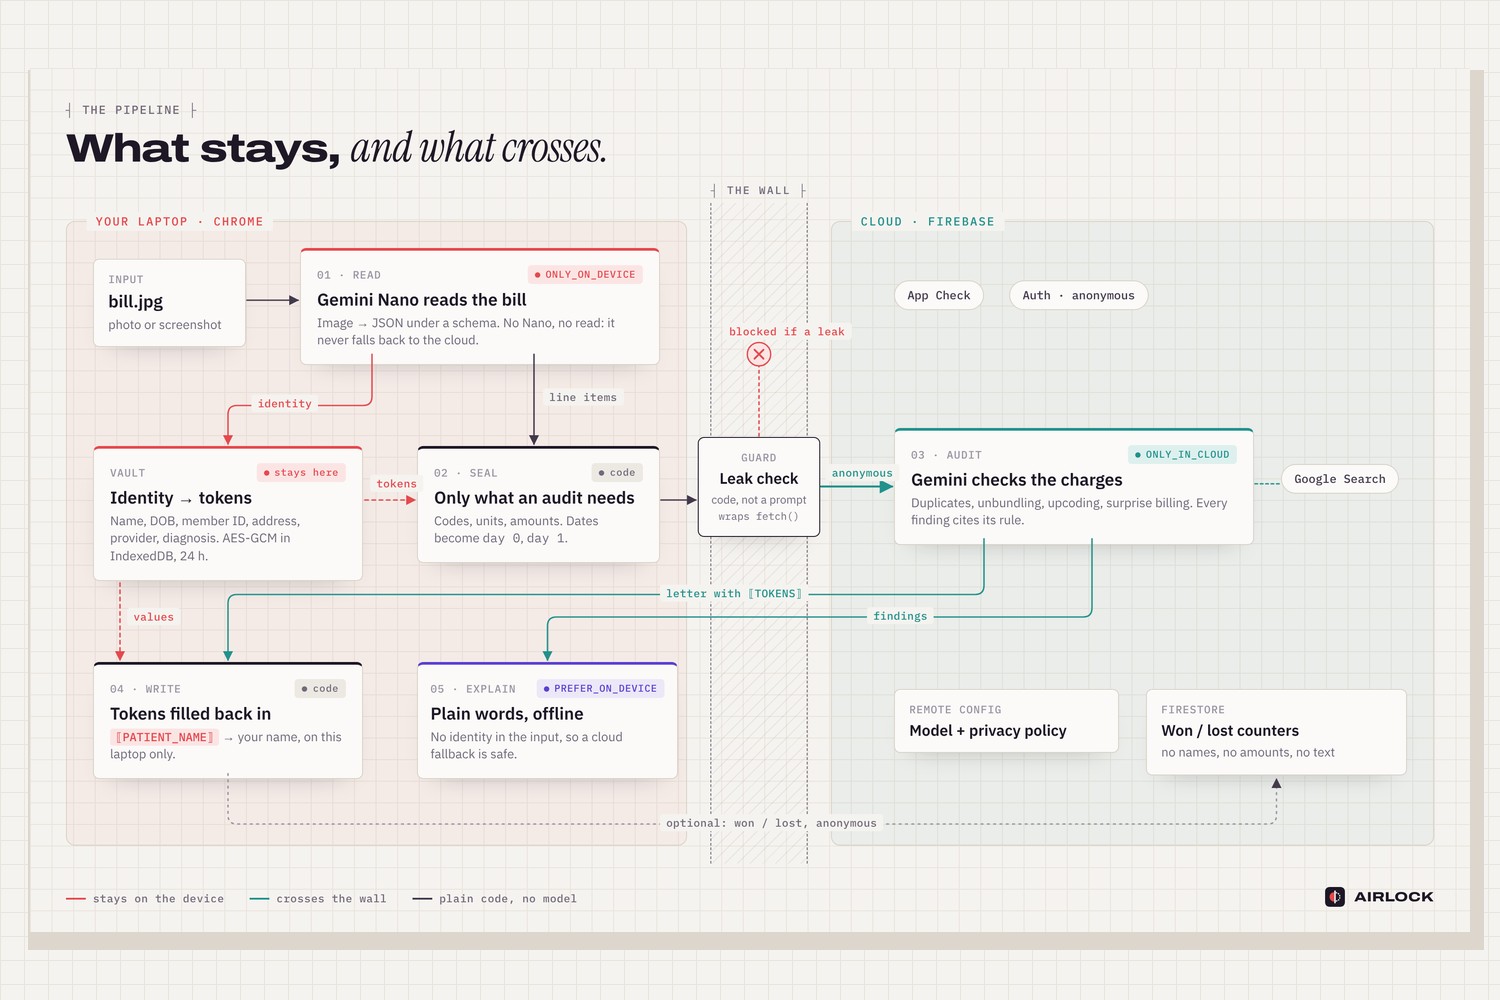 THE PIPELINE
What stays, and what crosses.
THE WALL
YOUR LAPTOP · CHROME
CLOUD · FIREBASE
INPUT
bill.jpg
photo or screenshot
01 · READ
ONLY_ON_DEVICE
Gemini Nano reads the bill
Image → JSON under a schema. No Nano, no read: it
never falls back to the cloud.
App Check
Auth · anonymous
blocked if a leak
identity
line items
VAULT
stays here
Identity → tokens
Name, DOB, member ID, address,
provider, diagnosis. AES-GCM in
IndexedDB, 24 h.
tokens
02 · SEAL
code
Only what an audit needs
Codes, units, amounts. Dates
become day 0, day 1.
GUARD
Leak check
code, not a prompt
wraps fetch()
anonymous
03 · AUDIT
ONLY_IN_CLOUD
Gemini checks the charges
Duplicates, unbundling, upcoding, surprise billing. Every
finding cites its rule.
Google Search
letter with ⟦TOKENS⟧
values
findings
04 · WRITE
code
Tokens filled back in
⟦PATIENT_NAME⟧ → your name, on this
laptop only.
05 · EXPLAIN
PREFER_ON_DEVICE
Plain words, offline
No identity in the input, so a cloud
fallback is safe.
REMOTE CONFIG
Model + privacy policy
FIRESTORE
Won / lost counters
no names, no amounts, no text
optional: won / lost, anonymous
stays on the device
crosses the wall
plain code, no model
AIRLOCK